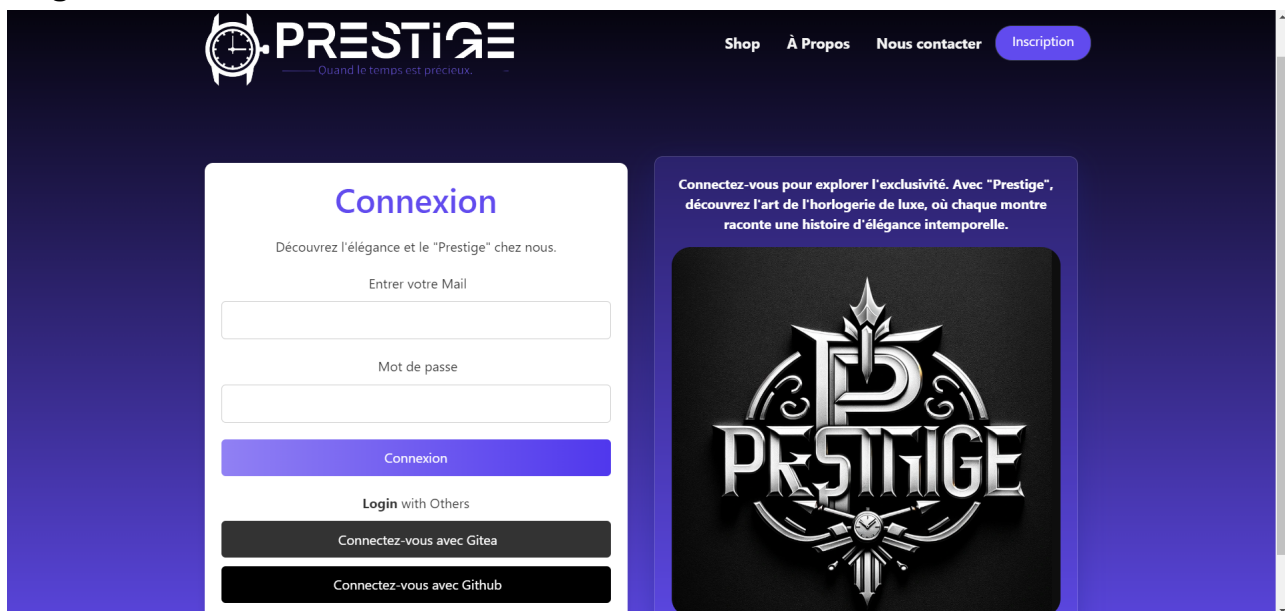 PRESTiGE
Quand le temps est précieux.
Shop À Propos Nous contacter Inscription
Connexion
Découvrez l'élégance et le "Prestige" chez nous.
Entrer votre Mail
Mot de passe
Connexion
Login with Others
Connectez-vous avec Gitea
Connectez-vous avec Github
Connectez-vous pour explorer l'exclusivité. Avec "Prestige",
découvrez l'art de l'horlogerie de luxe, où chaque montre
raconte une histoire d'élégance intemporelle.
P
PRESTIIGE